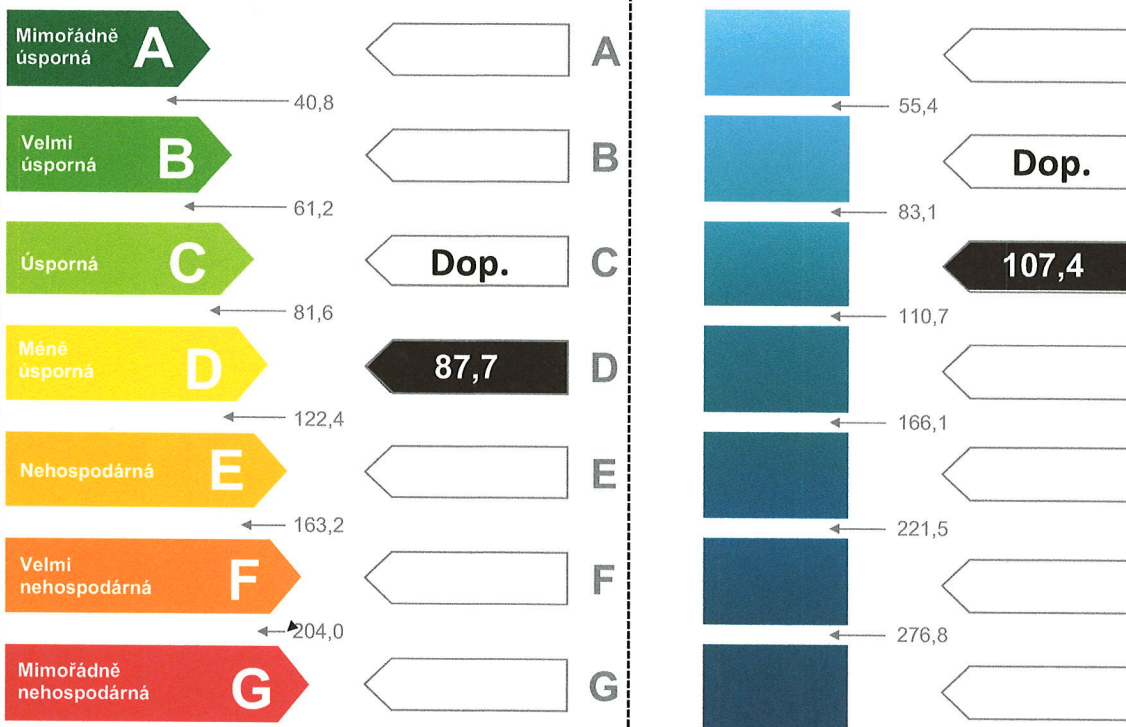 Mimořádně
úsporná
A
A
40,8
55,4
Velmi
úsporná
B
B
Dop.
61,2
83,1
Úsporná
C
Dop.
C
107,4
81,6
110,7
Méně
úsporná
D
87,7
D
122,4
166,1
Nehospodárná
E
E
163,2
221,5
Velmi
nehospodárná
F
F
204,0
276,8
Mimořádně
nehospodárná
G
G